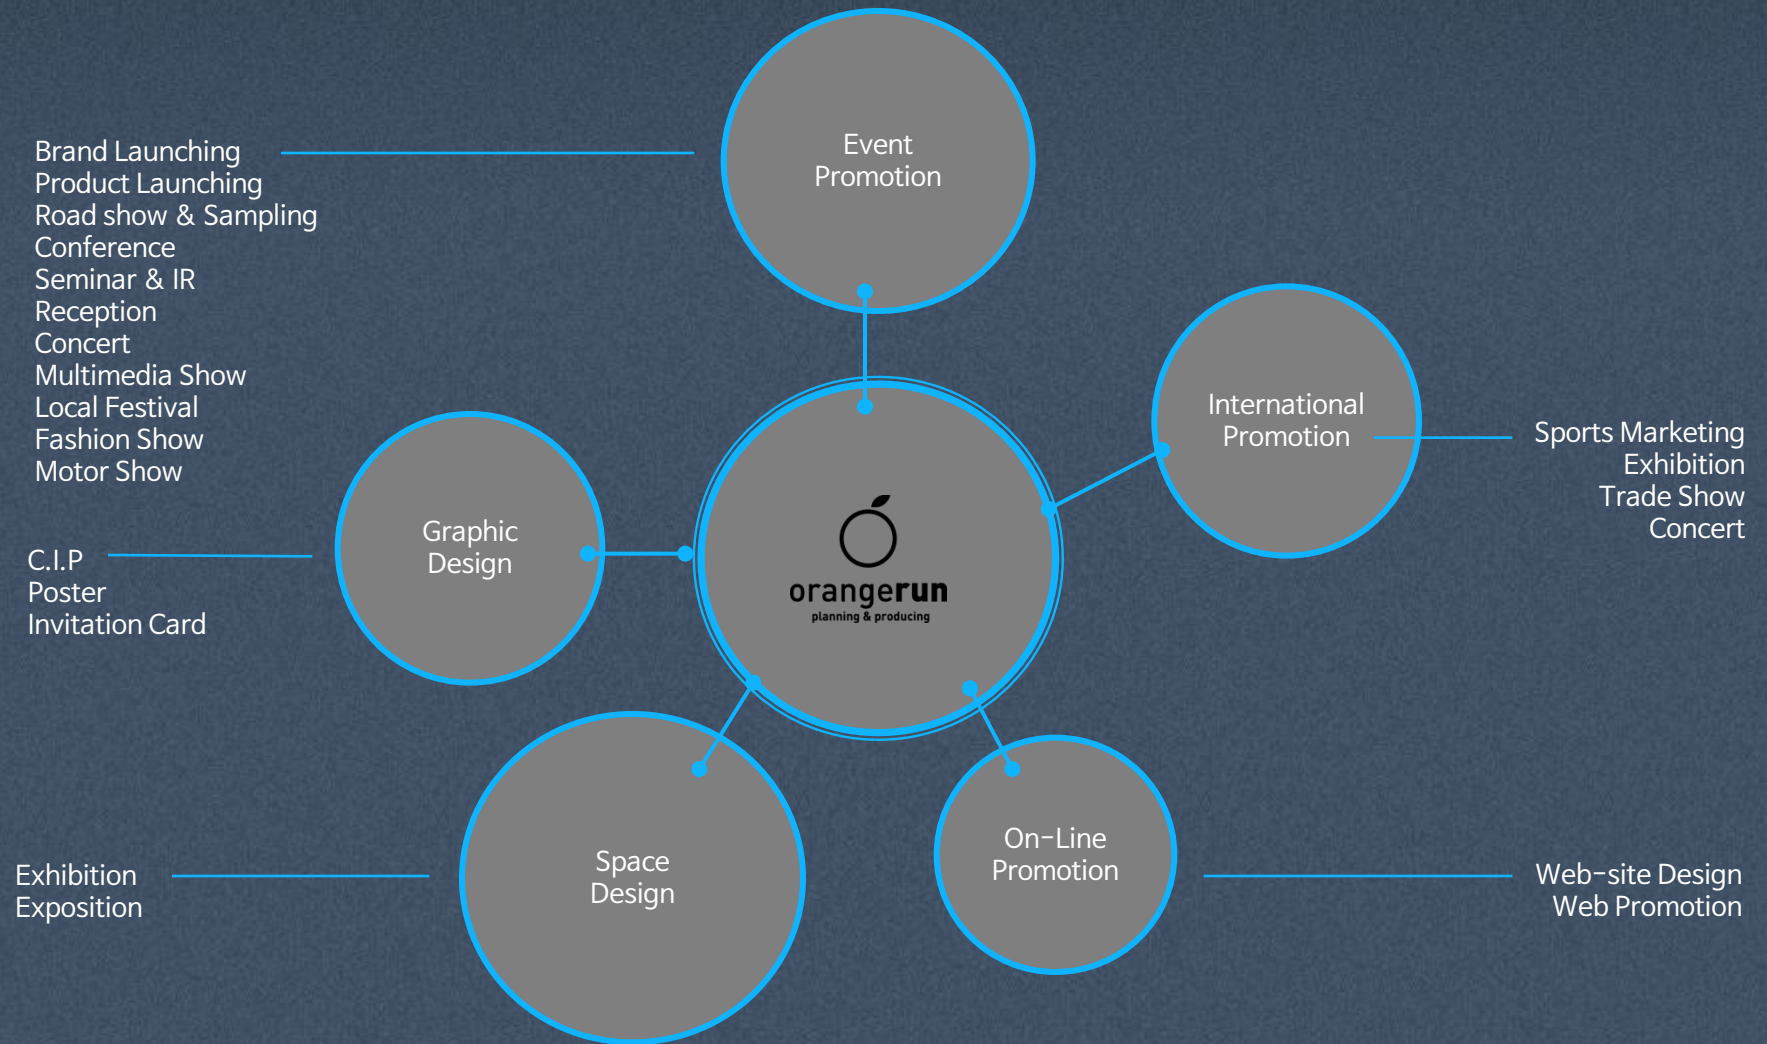 Event
Promotion
Brand Launching
Product Launching
Road show & Sampling
Conference
Seminar & IR
Reception
Concert
Multimedia Show
Local Festival
Fashion Show
Motor Show
International
Promotion
Sports Marketing
Exhibition
Trade Show
Concert
Graphic
Design
C.I.P
Poster
Invitation Card
orangerun
planning & producing
Space
Design
Exhibition
Exposition
On-Line
Promotion
Web-site Design
Web Promotion